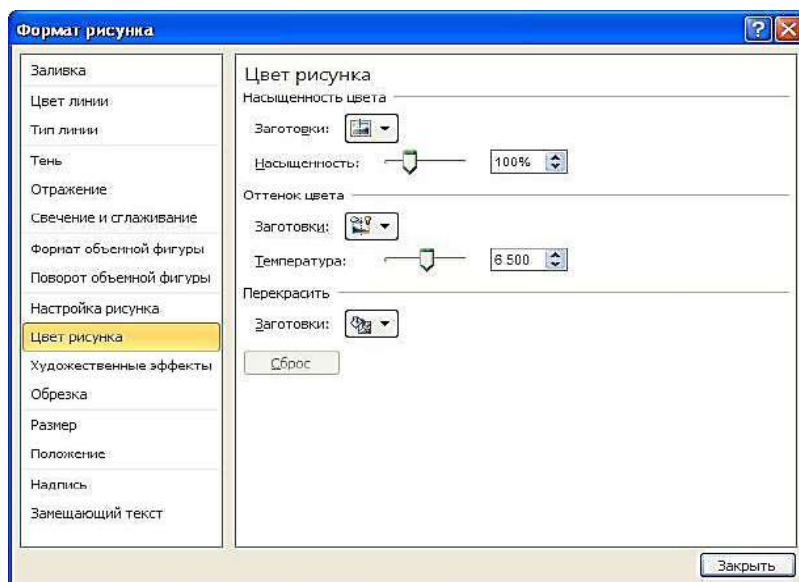 Формат рисунка
Заливка
Цвет линии
Тип линии
Тень
Отражение
Свечение и сглаживание
Формат объемной фигуры
Поворот объемной фигуры
Настройка рисунка
Цвет рисунка
Художественные эффекты
Обрезка
Размер
Положение
Надпись
Замещающий текст
Цвет рисунка
Насыщенность цвета
Заготовки:
Насыщенность: 100%
Оттенок цвета
Заготовки:
Температура: 6 500
Перекрасить
Заготовки:
Сброс
Закрыть